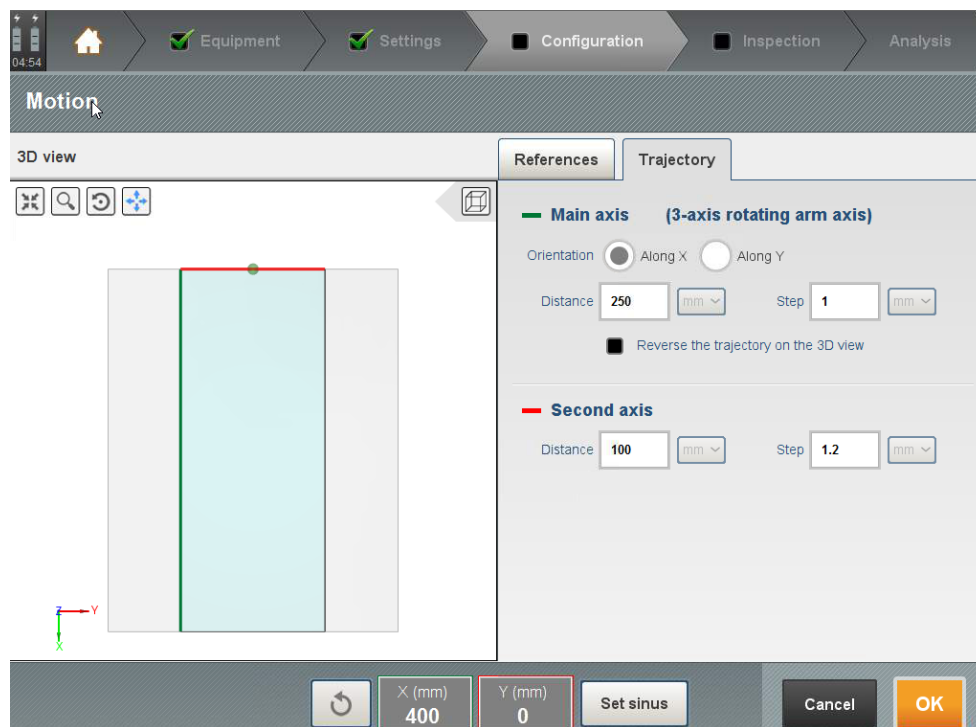 04:54
Equipment
Settings
Configuration
Inspection
Analysis
Motion
3D view
References
Trajectory
Main axis (3-axis rotating arm axis)
Orientation Along X Along Y
Distance 250 mm Step 1 mm
Reverse the trajectory on the 3D view
Second axis
Distance 100 mm Step 1.2 mm
Z Y
X
X (mm)
400
Y (mm)
0
Set sinus
Cancel
OK